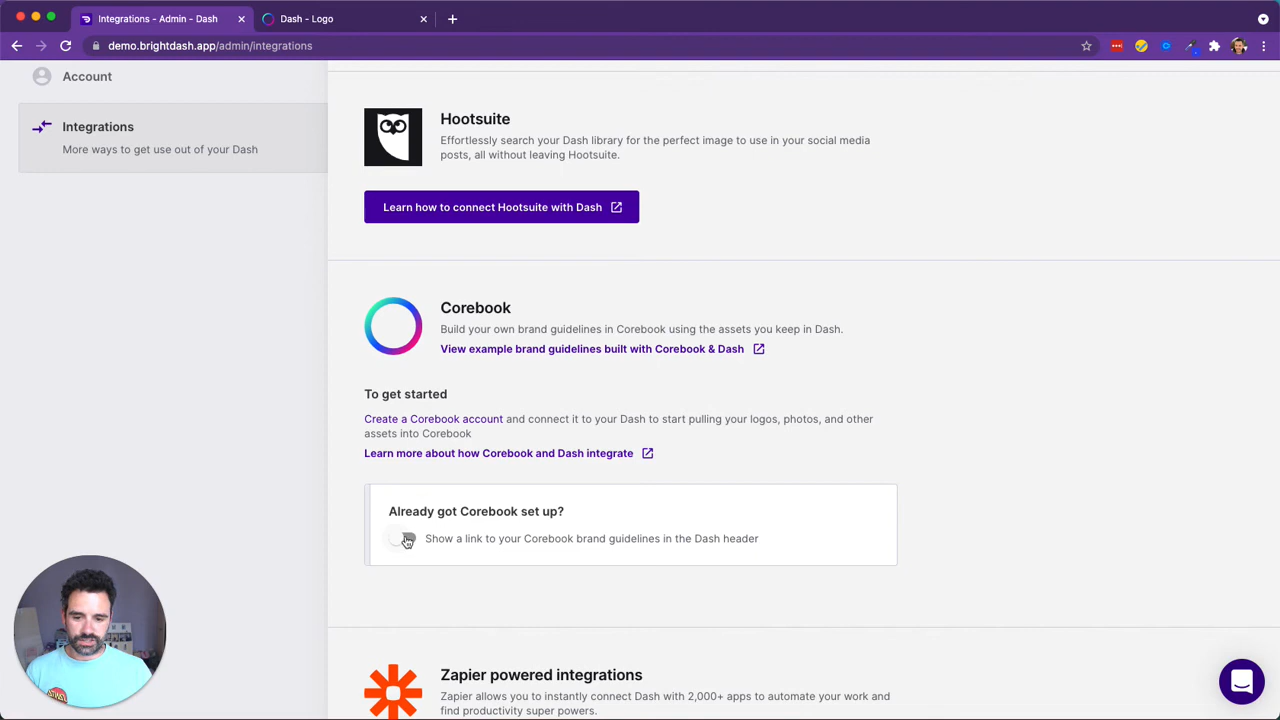 Integrations - Admin - Dash
Dash - Logo
demo.brightdash.app/admin/integrations
Account
Integrations
More ways to get use out of your Dash
Hootsuite
Effortlessly search your Dash library for the perfect image to use in your social media
posts, all without leaving Hootsuite.
Learn how to connect Hootsuite with Dash
Corebook
Build your own brand guidelines in Corebook using the assets you keep in Dash.
View example brand guidelines built with Corebook & Dash
To get started
Create a Corebook account and connect it to your Dash to start pulling your logos, photos, and other
assets into Corebook
Learn more about how Corebook and Dash integrate
Already got Corebook set up?
Show a link to your Corebook brand guidelines in the Dash header
Zapier powered integrations
Zapier allows you to instantly connect Dash with 2,000+ apps to automate your work and
find productivity super powers.